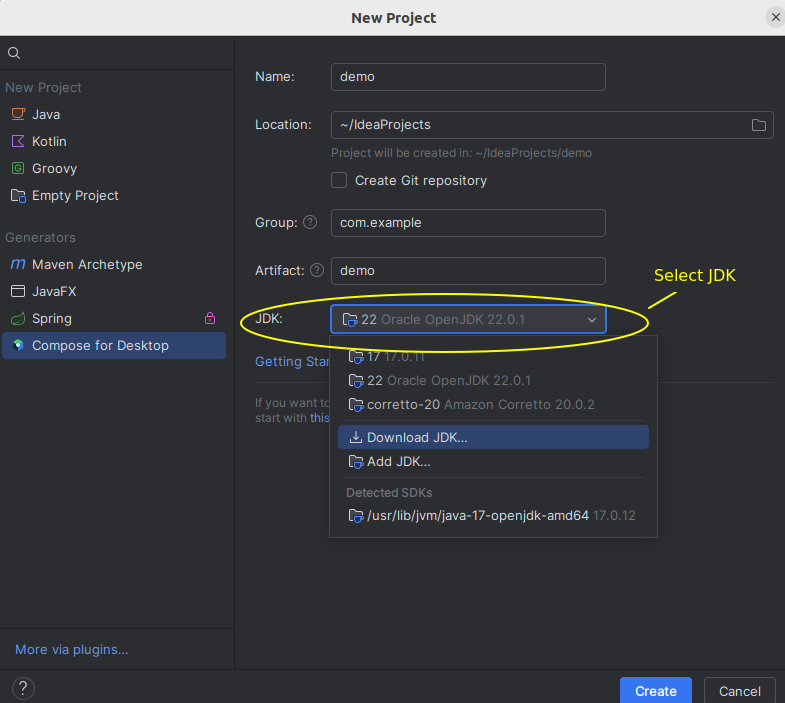 New Project
New Project
Java
Kotlin
Groovy
Empty Project
Generators
Maven Archetype
JavaFX
Spring
Compose for Desktop
More via plugins...
Name: demo
Location: ~/IdeaProjects
Project will be created in: ~/IdeaProjects/demo
Create Git repository
Group: ? com.example
Artifact: ? demo
Select JDK
JDK: 22 Oracle OpenJDK 22.0.1
Getting Star
17 17.0.11
22 Oracle OpenJDK 22.0.1
If you want to
corretto-20 Amazon Corretto 20.0.2
start with this
Download JDK...
Add JDK...
Detected SDKs
/usr/lib/jvm/java-17-openjdk-amd64 17.0.12
?
Create
Cancel